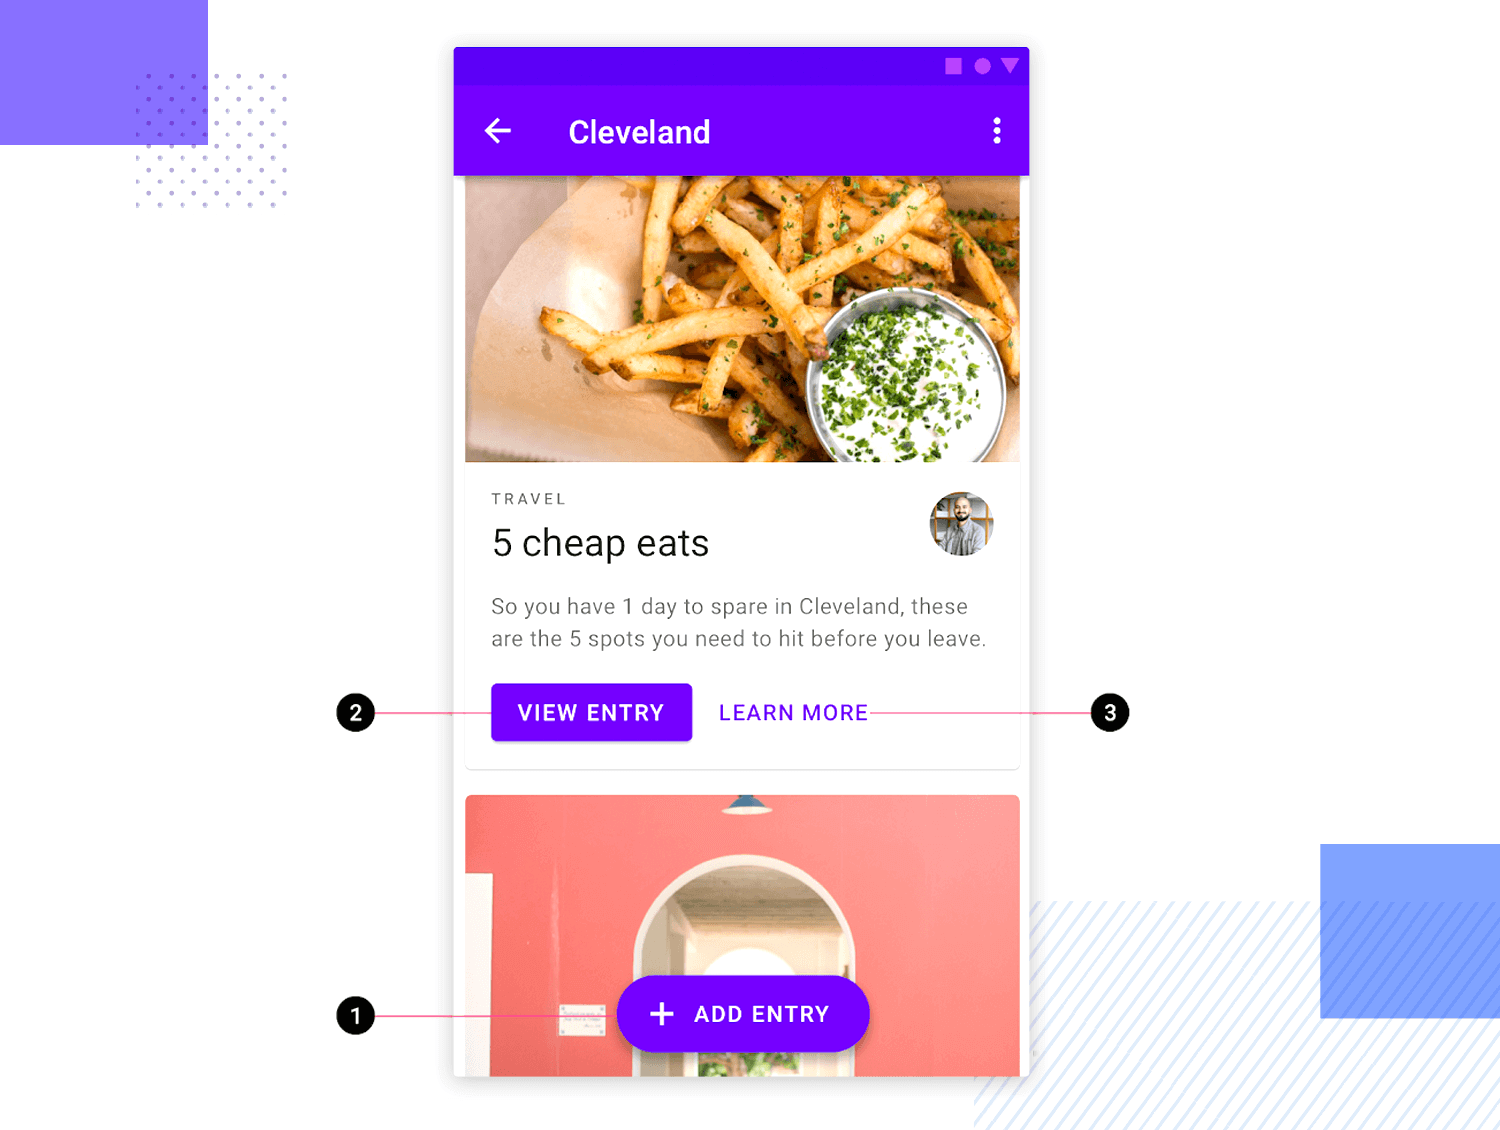 Cleveland
TRAVEL
5 cheap eats
So you have 1 day to spare in Cleveland, these
are the 5 spots you need to hit before you leave.
2
VIEW ENTRY
LEARN MORE
3
1
+ ADD ENTRY